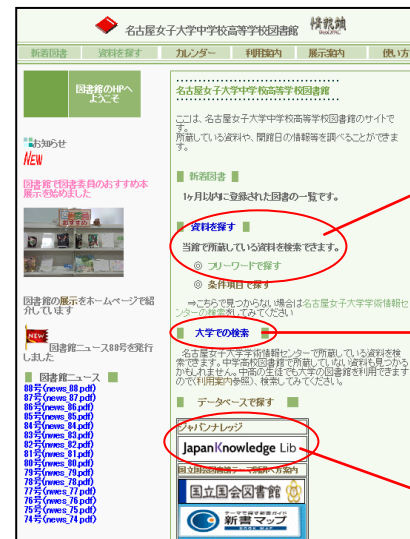 名古屋女子大学中学校高等学校図書館
新着図書 資料を探す カレンダー 利用案内 展示案内 使い方
図書館のHPへ
ようこそ
お知らせ
NEW
図書館で図書委員のおすすめ本
展示を始めました
図書館の展示をホームページで紹
介しています
NEW
図書館ニュース88号を発行
しました
図書館ニュース
88号(news_88.pdf)
87号(nwes_87.pdf)
86号(nwes_86.pdf)
85号(nwes_85.pdf)
84号(nwes_84.pdf)
83号(nwes_83.pdf)
82号(nwes_82.pdf)
81号(nwes_81.pdf)
80号(nwes_80.pdf)
79号(nwes_79.pdf)
78号(nwes_78.pdf)
77号(nwes_77.pdf)
76号(nwes_76.pdf)
75号(nwes_75.pdf)
74号(nwes_74.pdf)
名古屋女子大学中学校高等学校図書館
ここは、名古屋女子大学中学校高等学校図書館のサイトで
す。
所蔵している資料や、開館日の情報等を調べることができま
す。
新着図書
1ヶ月以内に登録された図書の一覧です。
資料を探す
当館で所蔵している資料を検索できます。
◎ フリーワードで探す
◎ 条件項目で探す
⇒こちらで見つからない場合は名古屋女子大学学術情報セ
ンターの検索をしてみてください
大学での検索
名古屋女子大学学術情報センターで所蔵している資料を検
索できます。中学高校図書館で所蔵していない資料も見つかる
かもしれません。中高の生徒でも大学の図書館を利用できます
ので(利用案内参照)、検索してみてください。
データベースで探す
ジャパンナレッジ
JapanKnowledge Lib
国立国会図書館
テーマで探す新書ガイド
新書マップ